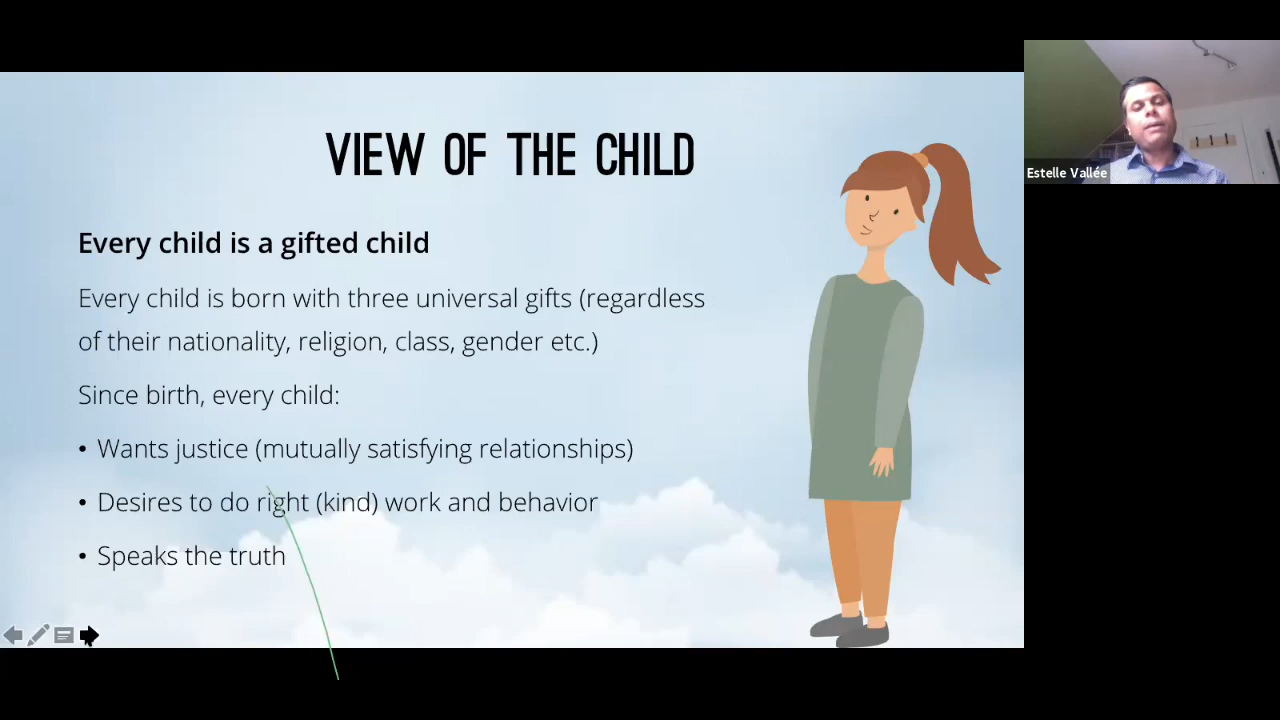 VIEW OF THE CHILD
Every child is a gifted child
Every child is born with three universal gifts (regardless
of their nationality, religion, class, gender etc.)
Since birth, every child:
• Wants justice (mutually satisfying relationships)
• Desires to do right (kind) work and behavior
• Speaks the truth
Estelle Vallée